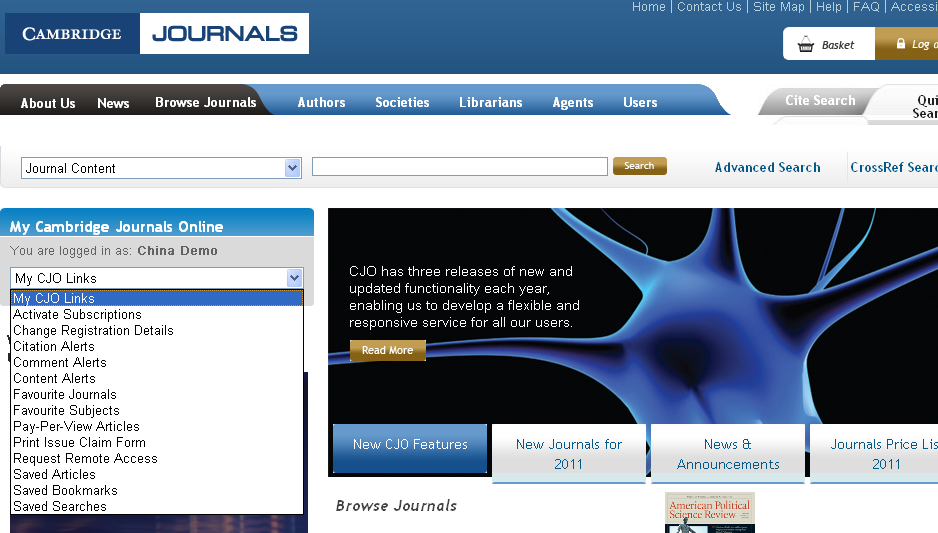 Home | Contact Us | Site Map | Help | FAQ |
CAMBRIDGE JOURNALS
Basket
Log
About Us News Browse Journals Authors Societies Librarians Agents Users
Cite Search
Journal Content
Search
Advanced Search
CrossRef
My Cambridge Journals Online
You are logged in as: China Demo
My CJO Links
My CJO Links
Activate Subscriptions
Change Registration Details
Citation Alerts
Comment Alerts
Content Alerts
Favourite Journals
Favourite Subjects
Pay-Per-View Articles
Print Issue Claim Form
Request Remote Access
Saved Articles
Saved Bookmarks
Saved Searches
CJO has three releases of new and
updated functionality each year,
enabling us to develop a flexible and
responsive service for all our users.
Read More
New CJO Features
New Journals for
2011
News &
Announcements
Journals Price
2011
Browse Journals
American Political
Science Review